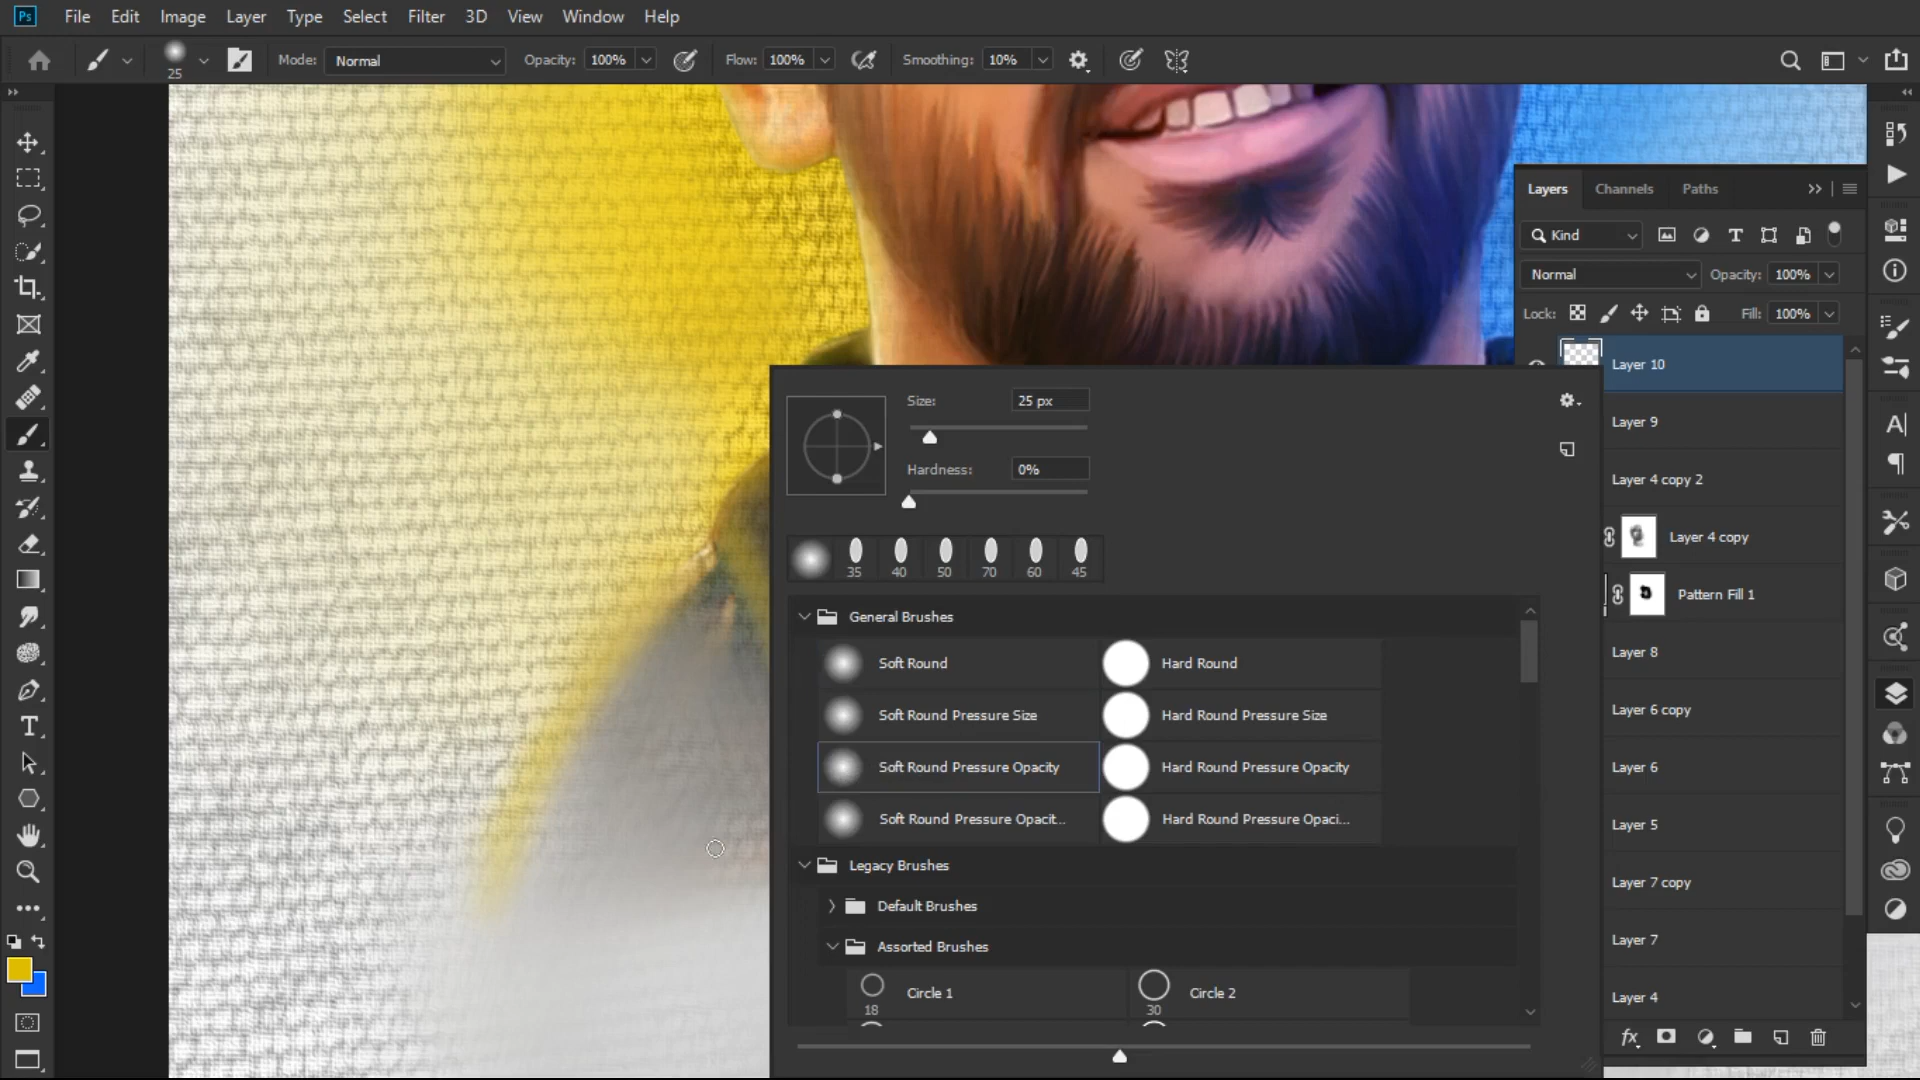 Ps File Edit Image Layer Type Select Filter 3D View Window Help
25 Mode: Normal Opacity: 100% Flow: 100% Smoothing: 10%
Layers Channels Paths
Kind
Normal Opacity: 100%
Lock: Fill: 100%
Layer 10
Layer 9
Layer 4 copy 2
Layer 4 copy
Pattern Fill 1
Layer 8
Layer 6 copy
Layer 6
Layer 5
Layer 7 copy
Layer 7
Layer 4
fx
Size: 25 px
Hardness: 0%
35 40 50 70 60 45
General Brushes
Soft Round Hard Round
Soft Round Pressure Size Hard Round Pressure Size
Soft Round Pressure Opacity Hard Round Pressure Opacity
Soft Round Pressure Opacit... Hard Round Pressure Opaci...
Legacy Brushes
Default Brushes
Assorted Brushes
Circle 1 Circle 2
18 30